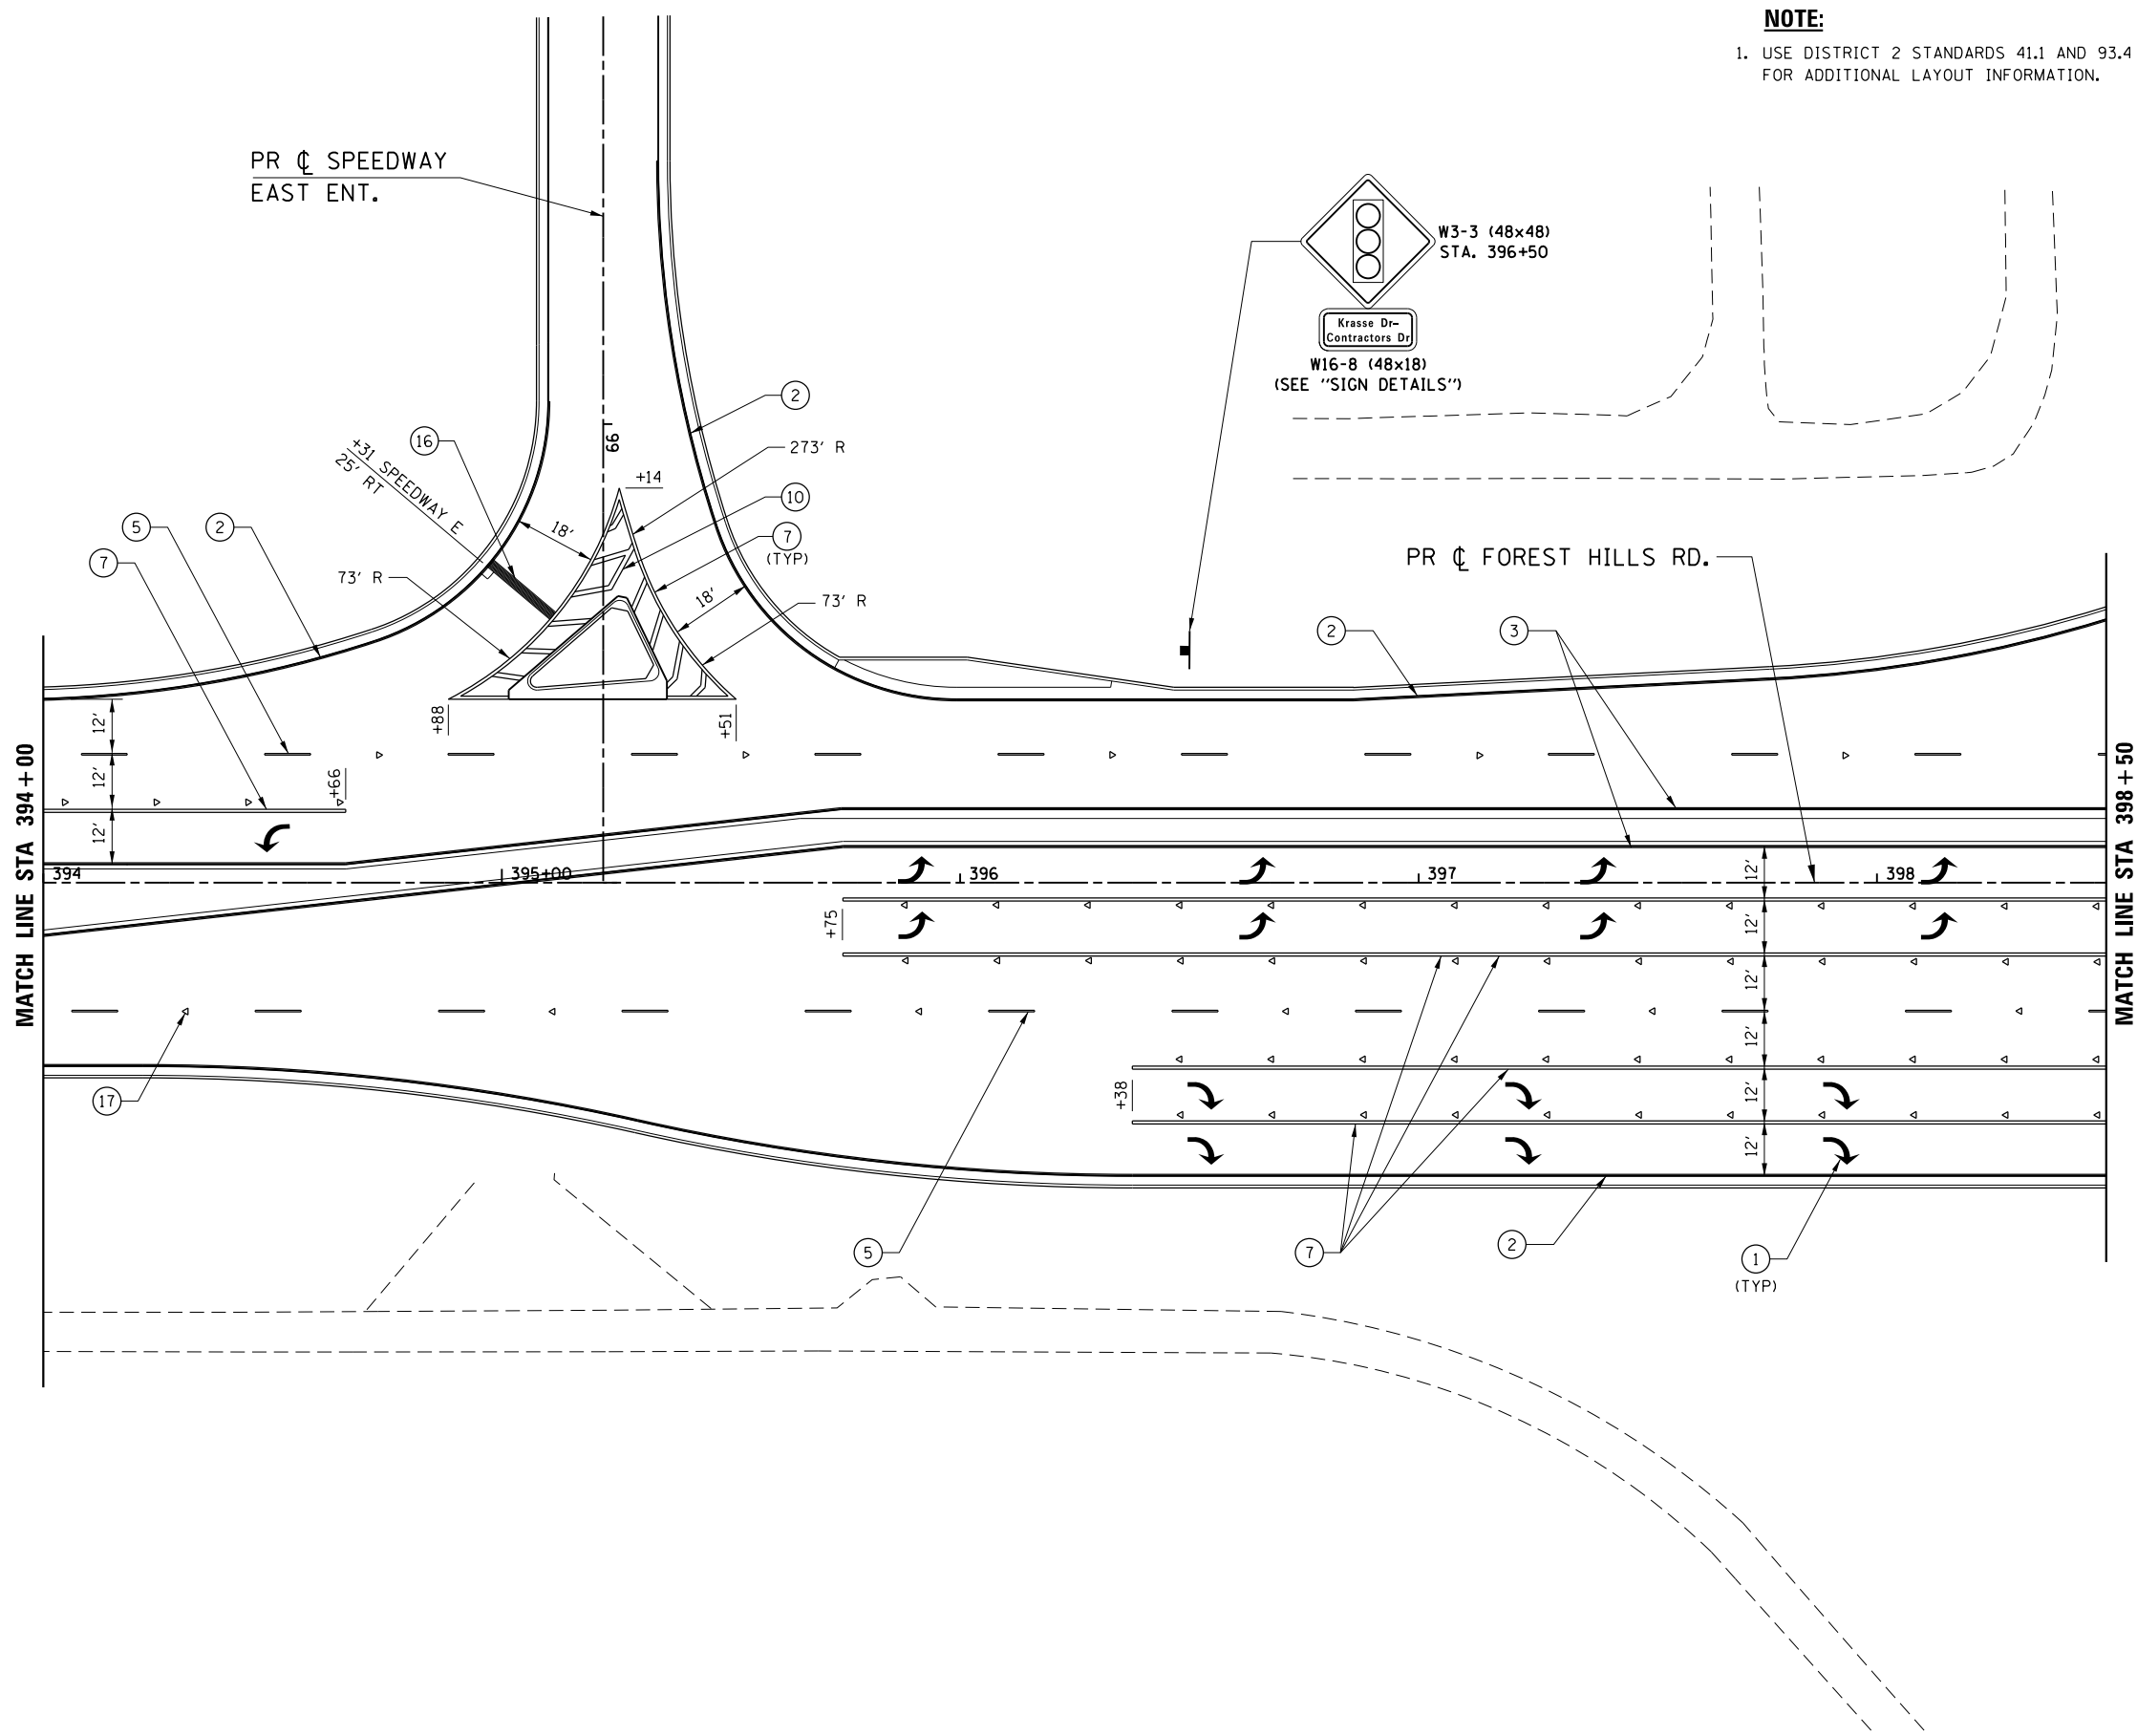 NOTE:
1. USE DISTRICT 2 STANDARDS 41.1 AND 93.4
FOR ADDITIONAL LAYOUT INFORMATION.
PR ℄ SPEEDWAY
EAST ENT.
W3-3 (48x48)
STA. 396+50
Krasse Dr-
Contractors Dr
W16-8 (48x18)
(SEE "SIGN DETAILS")
2
16
66
273' R
+31 SPEEDWAY E
25' RT
+14
10
5
2
18'
7
(TYP)
7
73' R
18'
73' R
PR ℄ FOREST HILLS RD.
2
3
+88
+51
12'
12'
12'
+66
MATCH LINE STA 394+00
MATCH LINE STA 398+50
394
395+00
396
397
398
+75
12'
12'
12'
12'
12'
12'
+38
17
5
7
2
1
(TYP)